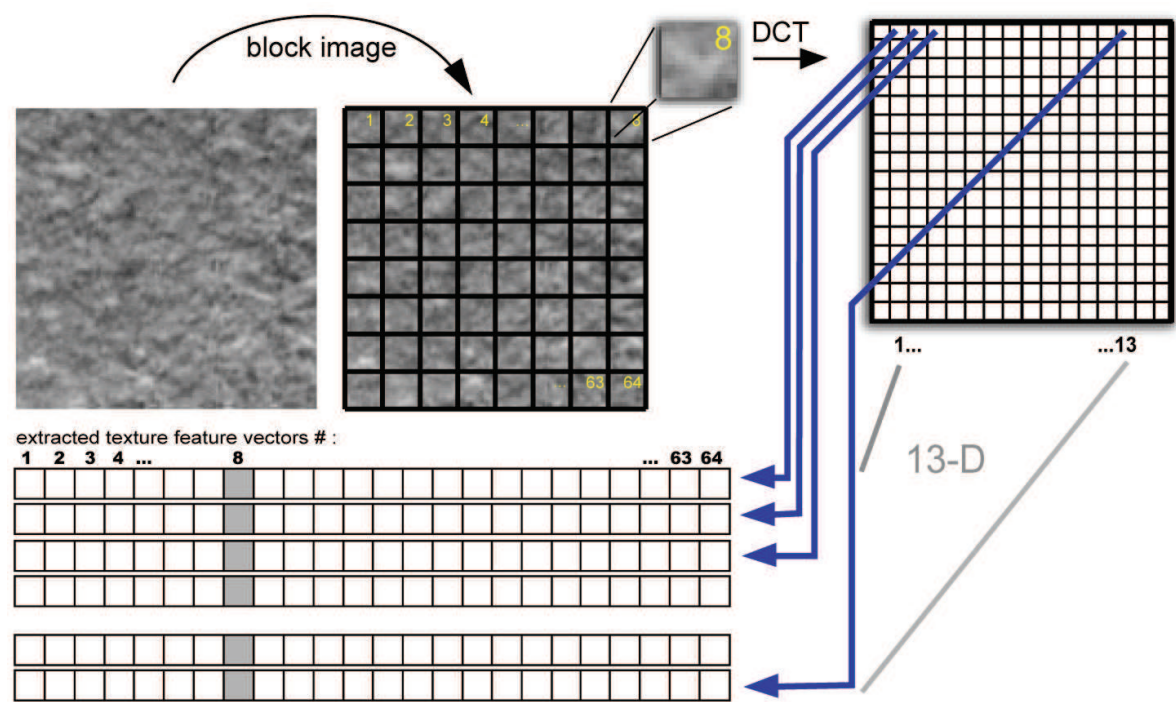 block image
8
DCT
1 2 3 4 ... 8
... 63 64
1... ...13
13-D
extracted texture feature vectors # :
1 2 3 4 ... 8 ... 63 64